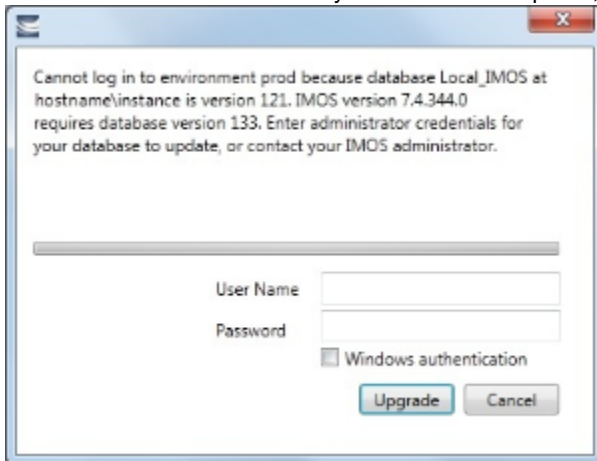 Cannot log in to environment prod because database Local_IMOS at
hostname\instance is version 121. IMOS version 7.4.344.0
requires database version 133. Enter administrator credentials for
your database to update, or contact your IMOS administrator.
User Name
Password
Windows authentication
Upgrade Cancel